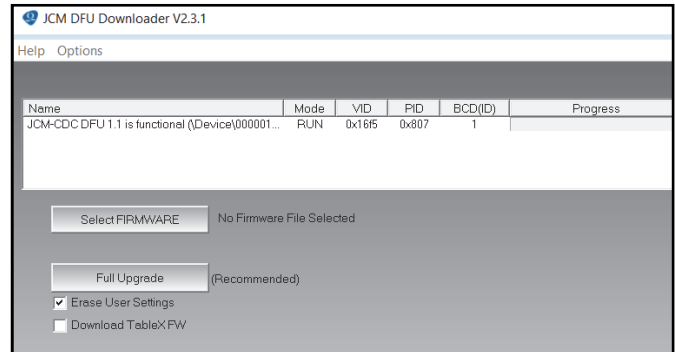 JCM DFU Downloader V2.3.1
Help Options
Name Mode VID PID BCD(ID) Progress
JCM-CDC DFU 1.1 is functional (\Device\000001... RUN 0x16f5 0x807 1
Select FIRMWARE No Firmware File Selected
Full Upgrade (Recommended)
Erase User Settings
Download TableX FW